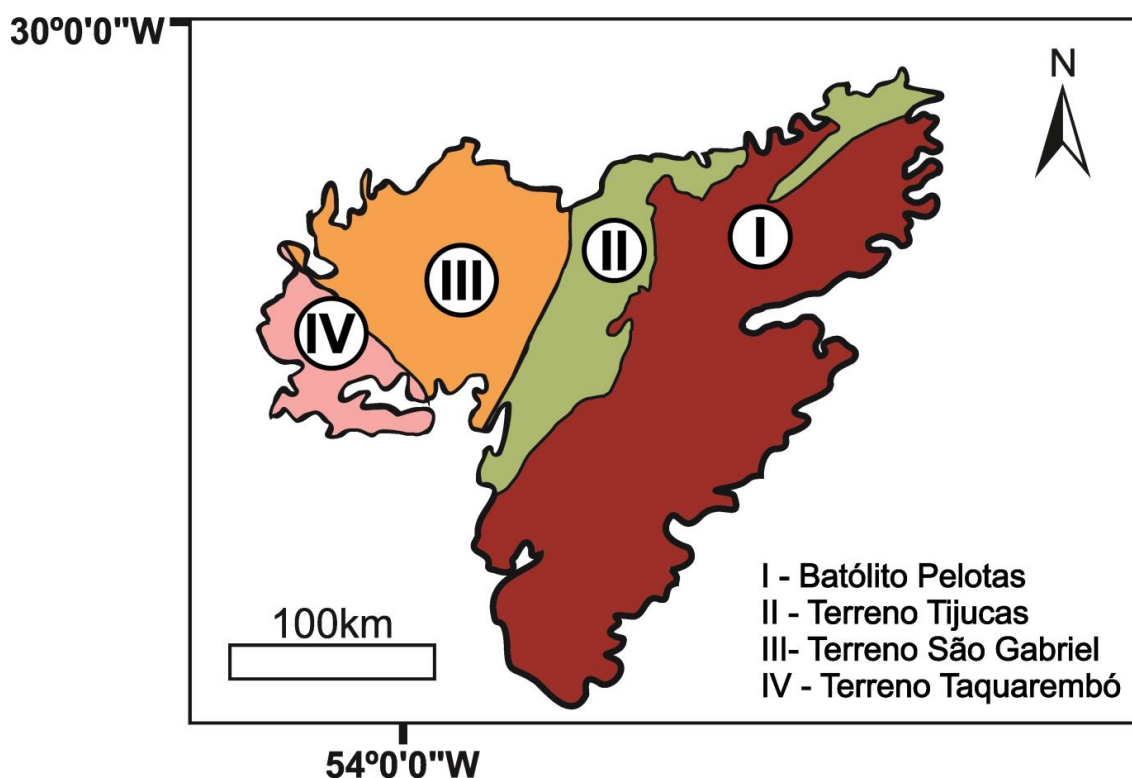 30º0'0"W
N
I
II
III
IV
I - Batólito Pelotas
II - Terreno Tijucas
III- Terreno São Gabriel
IV - Terreno Taquarembó
100km
54º0'0"W